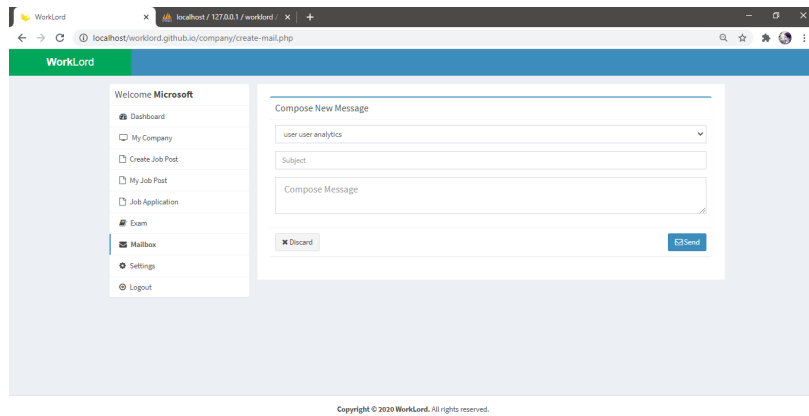 WorkLord
localhost / 127.0.0.1 / worklord /
localhost/worklord.github.io/company/create-mail.php
WorkLord
Welcome Microsoft
Dashboard
My Company
Create Job Post
My Job Post
Job Application
Exam
Mailbox
Settings
Logout
Compose New Message
user user analytics
Subject
Compose Message
Discard
Send
Copyright © 2020 WorkLord. All rights reserved.